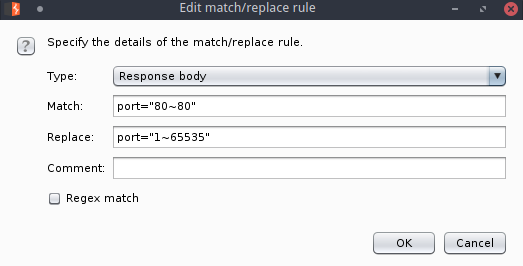 Edit match/replace rule
? Specify the details of the match/replace rule.
Type: Response body
Match: port="80~80"
Replace: port="1~65535"
Comment:
Regex match
OK Cancel